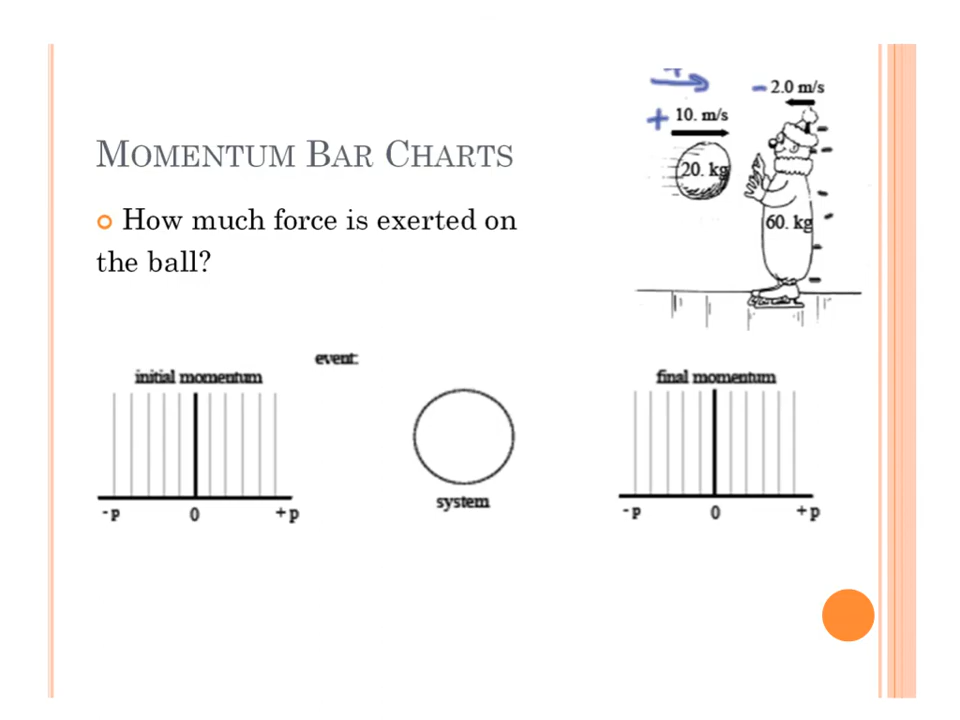 +
- 2.0 m/s
+ 10. m/s
MOMENTUM BAR CHARTS
20. kg
How much force is exerted on
60. kg
the ball?
event:
initial momentum
final momentum
system
-p 0 +p
-p 0 +p